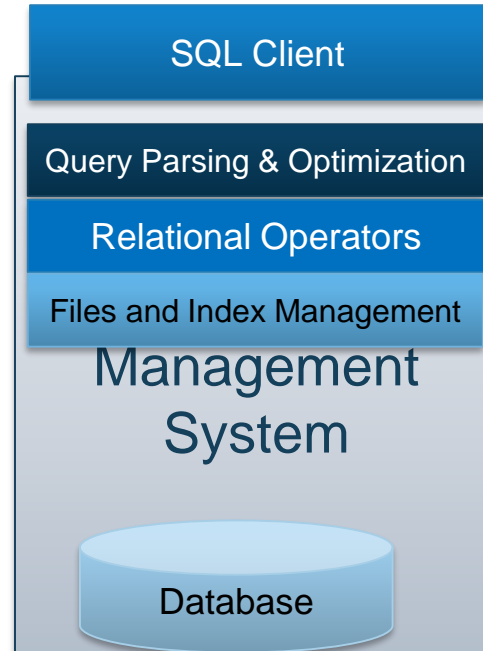 SQL Client
Query Parsing & Optimization
Relational Operators
Files and Index Management
Management
System
Database